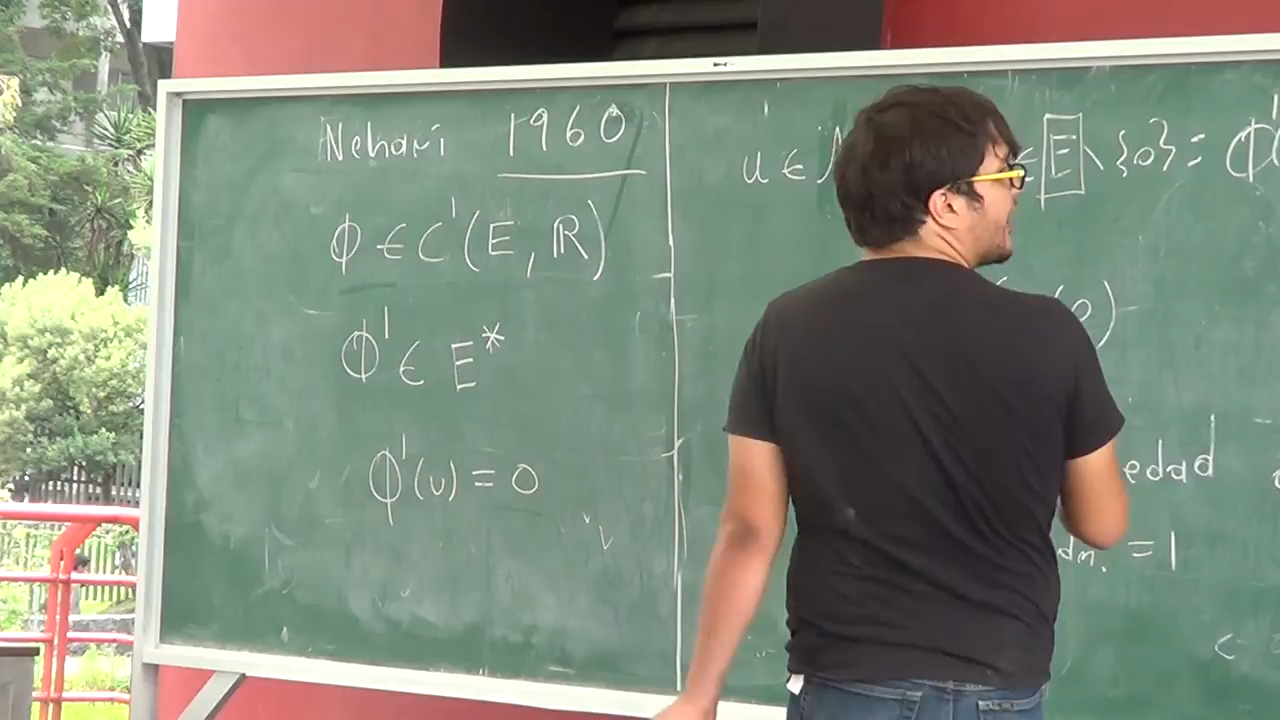 Nehari 1960
ϕ ∈ C¹(E, ℝ)
ϕ' ∈ E*
ϕ'(u) = 0
u ∈ E \ {0} : ϕ'(
)
edad
dm. = 1
<